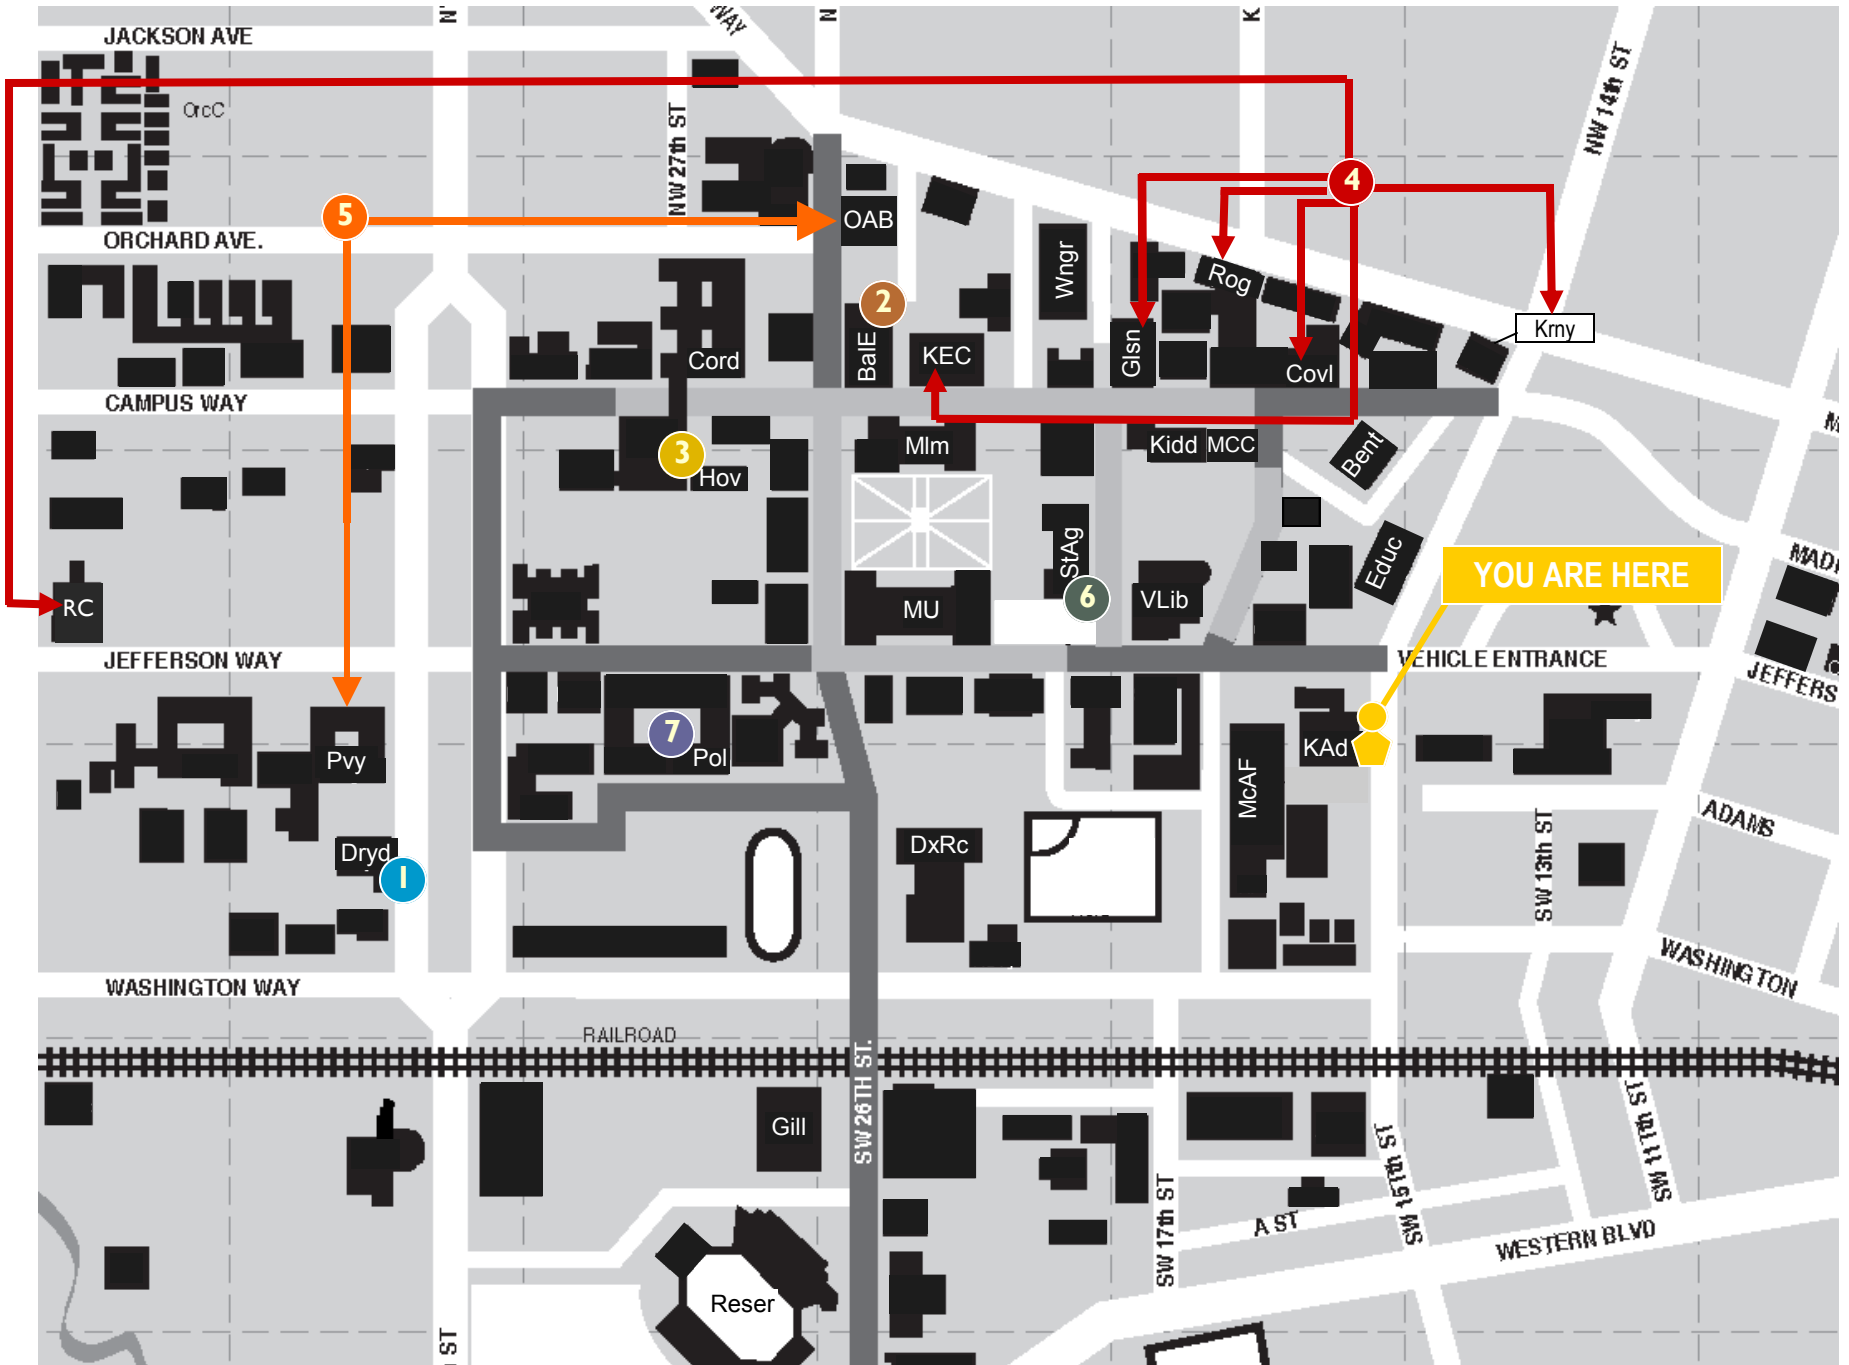 JACKSON AVE
WAY
N
K
NW 14th ST
OrcC
NW 27th ST
4
5
OAB
ORCHARD AVE.
Wngr
Rog
2
Krny
Glsn
BalE
KEC
Cord
Covl
CAMPUS WAY
Mlm
Kidd
MCC
3
Hov
Bent
StAg
Educ
YOU ARE HERE
RC
MU
6
VLib
JEFFERSON WAY
VEHICLE ENTRANCE
7
Pol
Pvy
KAd
McAF
ADAMS
Dryd
1
DxRc
SW 13th ST
WASHINGTON WAY
WASHINGTON
RAILROAD
SW 26TH ST.
Gill
SW 15th ST
SW 11th ST
SW 17th ST
A ST
WESTERN BLVD
Reser
ST